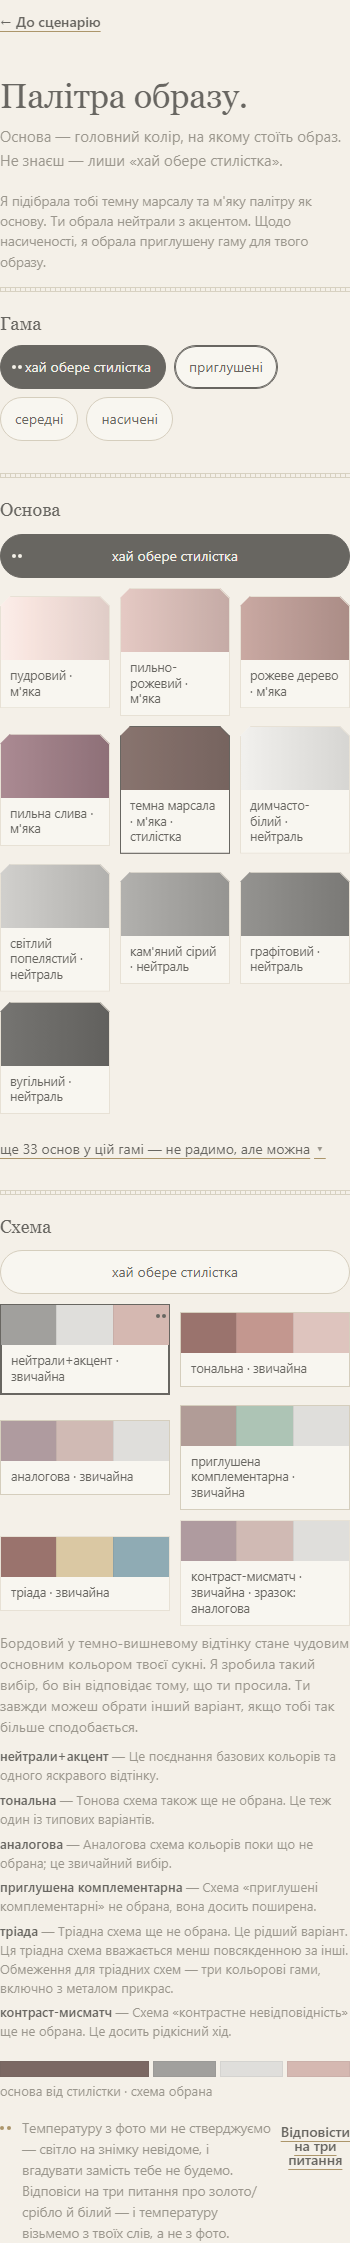 ← До сценарію
Палітра образу.
Основа — головний колір, на якому стоїть образ.
Не знаєш — лиши «хай обере стилістка».
Я підібрала тобі темну марсалу та м'яку палітру як
основу. Ти обрала нейтрали з акцентом. Щодо
насиченості, я обрала приглушену гаму для твого
образу.
Гама
хай обере стилістка
приглушені
середні
насичені
Основа
хай обере стилістка
пудровий ·
м'яка
пильно-
рожевий ·
м'яка
рожеве дерево
· м'яка
пильна слива ·
м'яка
темна марсала
· м'яка ·
стилістка
димчасто-
білий ·
нейтраль
світлий
попелястий ·
нейтраль
кам'яний сірий
· нейтраль
графітовий ·
нейтраль
вугільний ·
нейтраль
ще 33 основ у цій гамі — не радимо, але можна ▾
Схема
хай обере стилістка
нейтрали+акцент ·
звичайна
тональна · звичайна
аналогова · звичайна
приглушена
комплементарна ·
звичайна
тріада · звичайна
контраст-мисматч ·
звичайна · зразок:
аналогова
Бордовий у темно-вишневому відтінку стане чудовим
основним кольором твоєї сукні. Я зробила такий
вибір, бо він відповідає тому, що ти просила. Ти
завжди можеш обрати інший варіант, якщо тобі так
більше сподобається.
нейтрали+акцент — Це поєднання базових кольорів та
одного яскравого відтінку.
тональна — Тонова схема також ще не обрана. Це теж
один із типових варіантів.
аналогова — Аналогова схема кольорів поки що не
обрана; це звичайний вибір.
приглушена комплементарна — Схема «приглушені
комплементарні» не обрана, вона досить поширена.
тріада — Тріадна схема ще не обрана. Це рідший варіант.
Ця тріадна схема вважається менш повсякденною за інші.
Обмеження для тріадних схем — три кольорові гами,
включно з металом прикрас.
контраст-мисматч — Схема «контрастне невідповідність»
ще не обрана. Це досить рідкісний хід.
основа від стилістки · схема обрана
Температуру з фото ми не стверджуємо
— світло на знімку невідоме, і
вгадувати замість тебе не будемо.
Відповіси на три питання про золото/
срібло й білий — і температуру
візьмемо з твоїх слів, а не з фото.
Відповісти
на три
питання